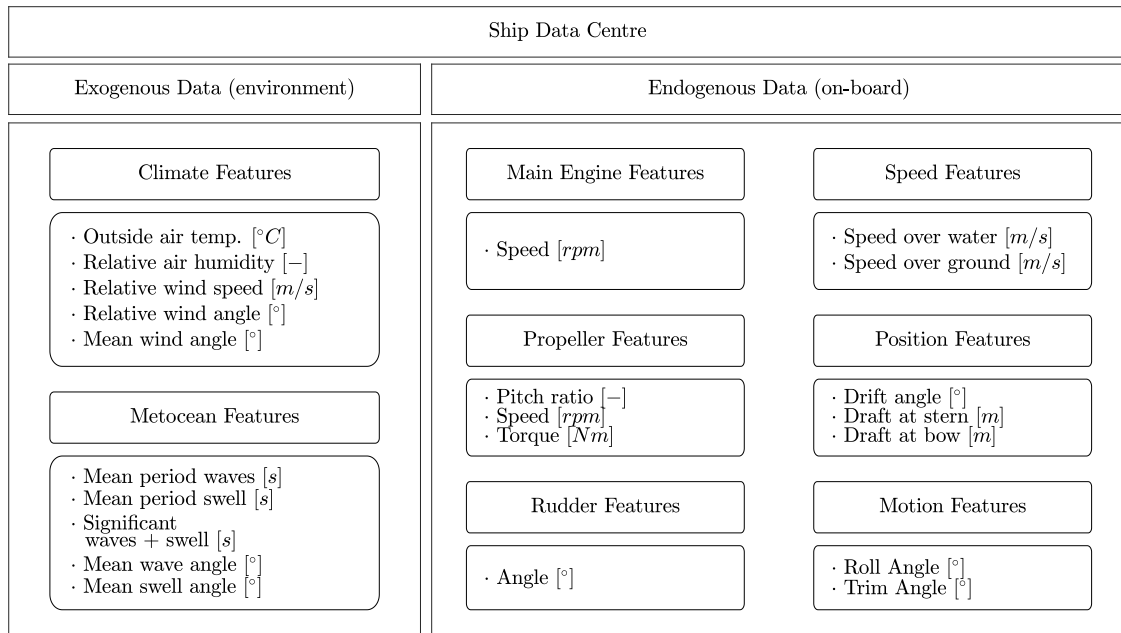 Ship Data Centre
Exogenous Data (environment)
Endogenous Data (on-board)
Climate Features
· Outside air temp. [°C]
· Relative air humidity [−]
· Relative wind speed [m/s]
· Relative wind angle [°]
· Mean wind angle [°]
Metocean Features
· Mean period waves [s]
· Mean period swell [s]
· Significant
waves + swell [s]
· Mean wave angle [°]
· Mean swell angle [°]
Main Engine Features
· Speed [rpm]
Propeller Features
· Pitch ratio [−]
· Speed [rpm]
· Torque [Nm]
Rudder Features
· Angle [°]
Speed Features
· Speed over water [m/s]
· Speed over ground [m/s]
Position Features
· Drift angle [°]
· Draft at stern [m]
· Draft at bow [m]
Motion Features
· Roll Angle [°]
· Trim Angle [°]